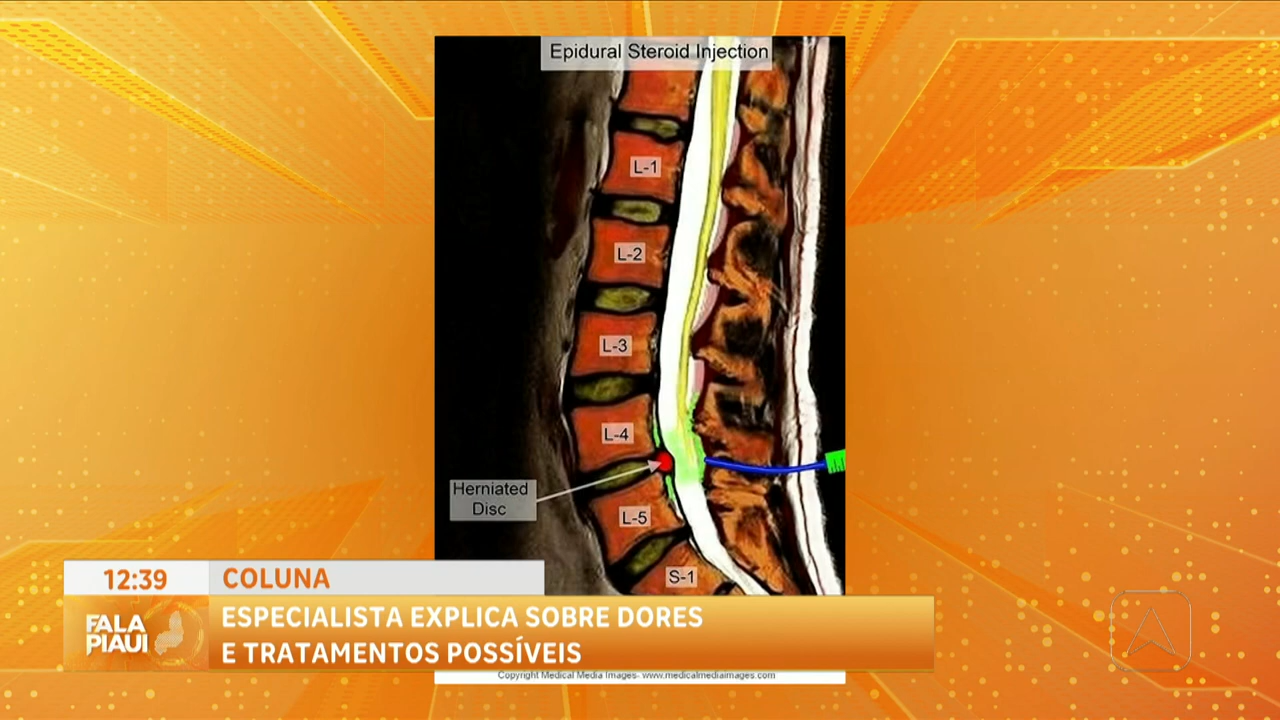 Epidural Steroid Injection
L-1
L-2
L-3
L-4
Herniated
Disc
L-5
S-1
12:39
COLUNA
FALA
PIAUÍ
ESPECIALISTA EXPLICA SOBRE DORES
E TRATAMENTOS POSSÍVEIS
Copyright Medical Media Images- www.medicalmediaimages.com